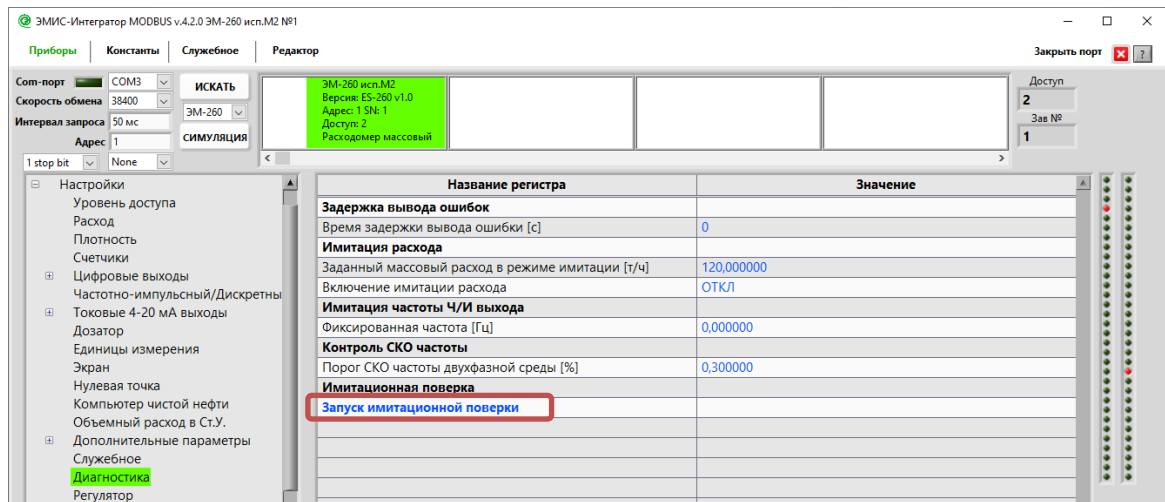 ЭМИС-Интегратор MODBUS v.4.2.0 ЭМ-260 исп.М2 №1
Приборы Константы Служебное Редактор Закрыть порт ?
Com-порт COM3
Скорость обмена 38400
Интервал запроса 50 мс
Адрес 1
1 stop bit None
ИСКАТЬ
ЭМ-260
СИМУЛЯЦИЯ
ЭМ-260 исп.М2
Версия: ES-260 v1.0
Адрес: 1 SN: 1
Доступ: 2
Расходомер массовый
Доступ
2
Зав №
1
Настройки
Уровень доступа
Расход
Плотность
Счетчики
Цифровые выходы
Частотно-импульсный/Дискретны
Токовые 4-20 мА выходы
Дозатор
Единицы измерения
Экран
Нулевая точка
Компьютер чистой нефти
Объемный расход в Ст.У.
Дополнительные параметры
Служебное
Диагностика
Регулятор
Название регистра Значение
Задержка вывода ошибок
Время задержки вывода ошибки [с] 0
Имитация расхода
Заданный массовый расход в режиме имитации [т/ч] 120,000000
Включение имитации расхода ОТКЛ
Имитация частоты Ч/И выхода
Фиксированная частота [Гц] 0,000000
Контроль СКО частоты
Порог СКО частоты двухфазной среды [%] 0,300000
Имитационная поверка
Запуск имитационной поверки